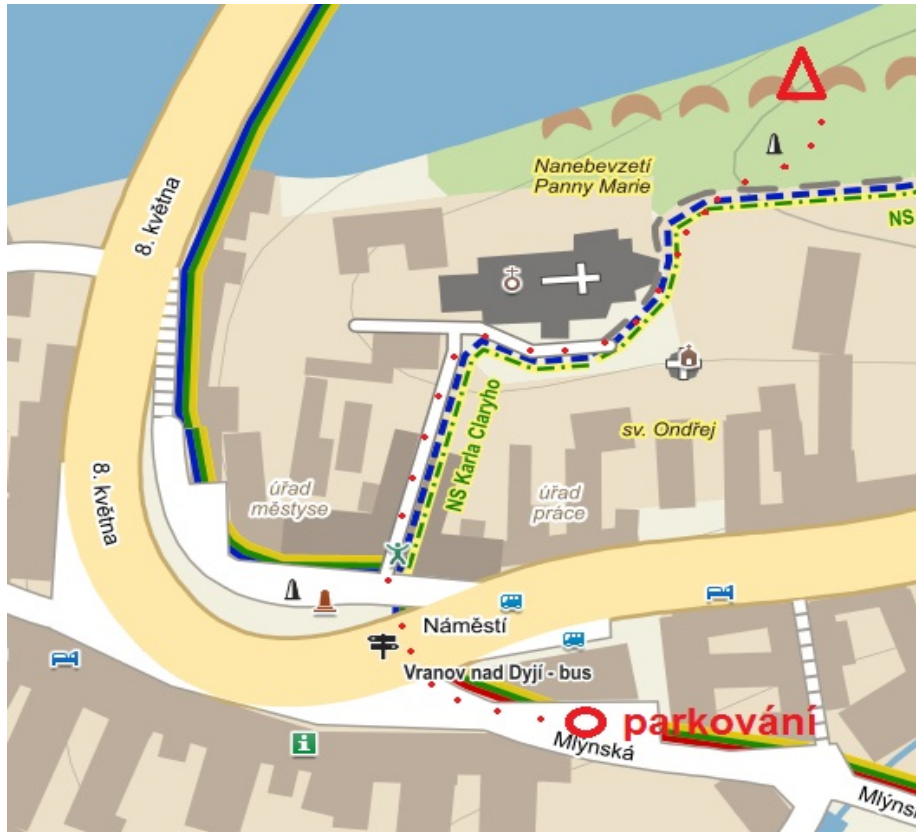 8. května
Nanebevzetí
Panny Marie
NS
8. května
NS Karla Claryho
sv. Ondřej
úřad
městyse
úřad
práce
Náměstí
Vranov nad Dyjí - bus
parkování
Mlýnská
Mlýns